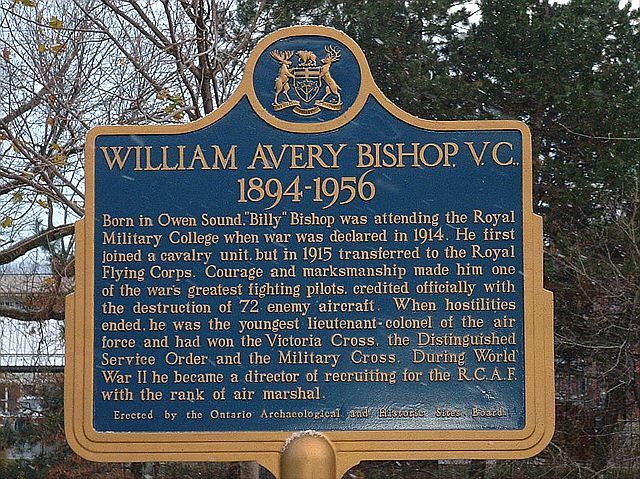 WILLIAM AVERY BISHOP, V.C.,
1894-1956
Born in Owen Sound, "Billy" Bishop was attending the Royal
Military College when war was declared in 1914. He first
joined a cavalry unit, but in 1915 transferred to the Royal
Flying Corps. Courage and marksmanship made him one
of the war's greatest fighting pilots, credited officially with
the destruction of 72 enemy aircraft. When hostilities
ended, he was the youngest lieutenant-colonel of the air
force and had won the Victoria Cross, the Distinguished
Service Order and the Military Cross. During World
War II he became a director of recruiting for the R.C.A.F.
with the rank of air marshal.
Erected by the Ontario Archaeological and Historic Sites Board.